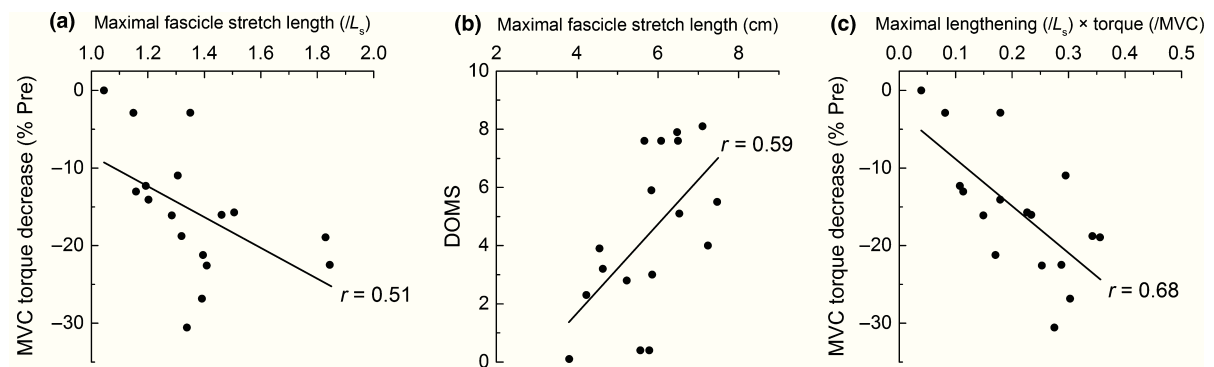 (a) Maximal fascicle stretch length (/Ls)
1.0 1.2 1.4 1.6 1.8 2.0
MVC torque decrease (% Pre)
0
−10
−20
−30
r = 0.51
(b) Maximal fascicle stretch length (cm)
2 4 6 8
DOMS
10
8
6
4
2
0
r = 0.59
(c) Maximal lengthening (/Ls) × torque (/MVC)
0.0 0.1 0.2 0.3 0.4 0.5
MVC torque decrease (% Pre)
0
−10
−20
−30
r = 0.68